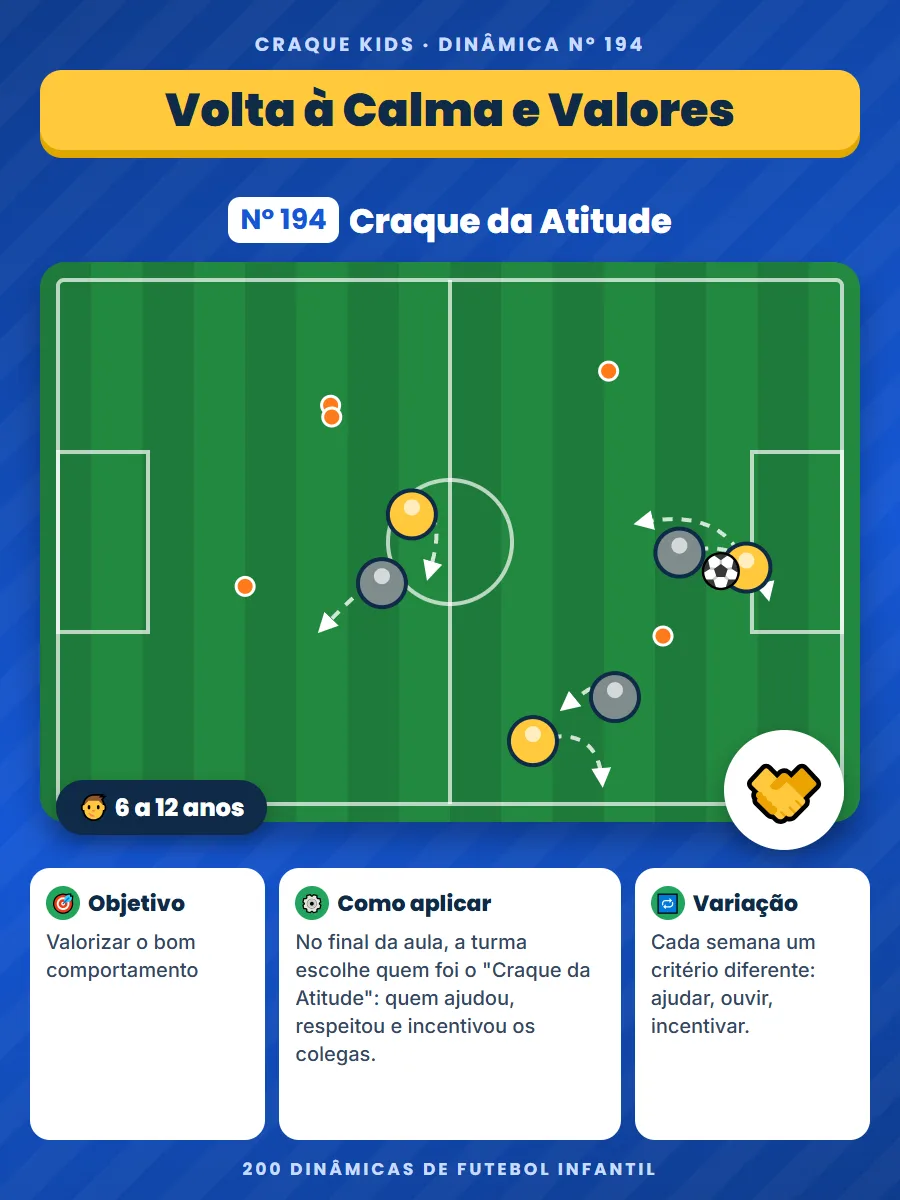 CRAQUE KIDS · DINÂMICA Nº 194
Volta à Calma e Valores
Nº 194 Craque da Atitude
6 a 12 anos
Objetivo
Valorizar o bom
comportamento
Como aplicar
No final da aula, a turma
escolhe quem foi o "Craque da
Atitude": quem ajudou,
respeitou e incentivou os
colegas.
Variação
Cada semana um
critério diferente:
ajudar, ouvir,
incentivar.
200 DINÂMICAS DE FUTEBOL INFANTIL